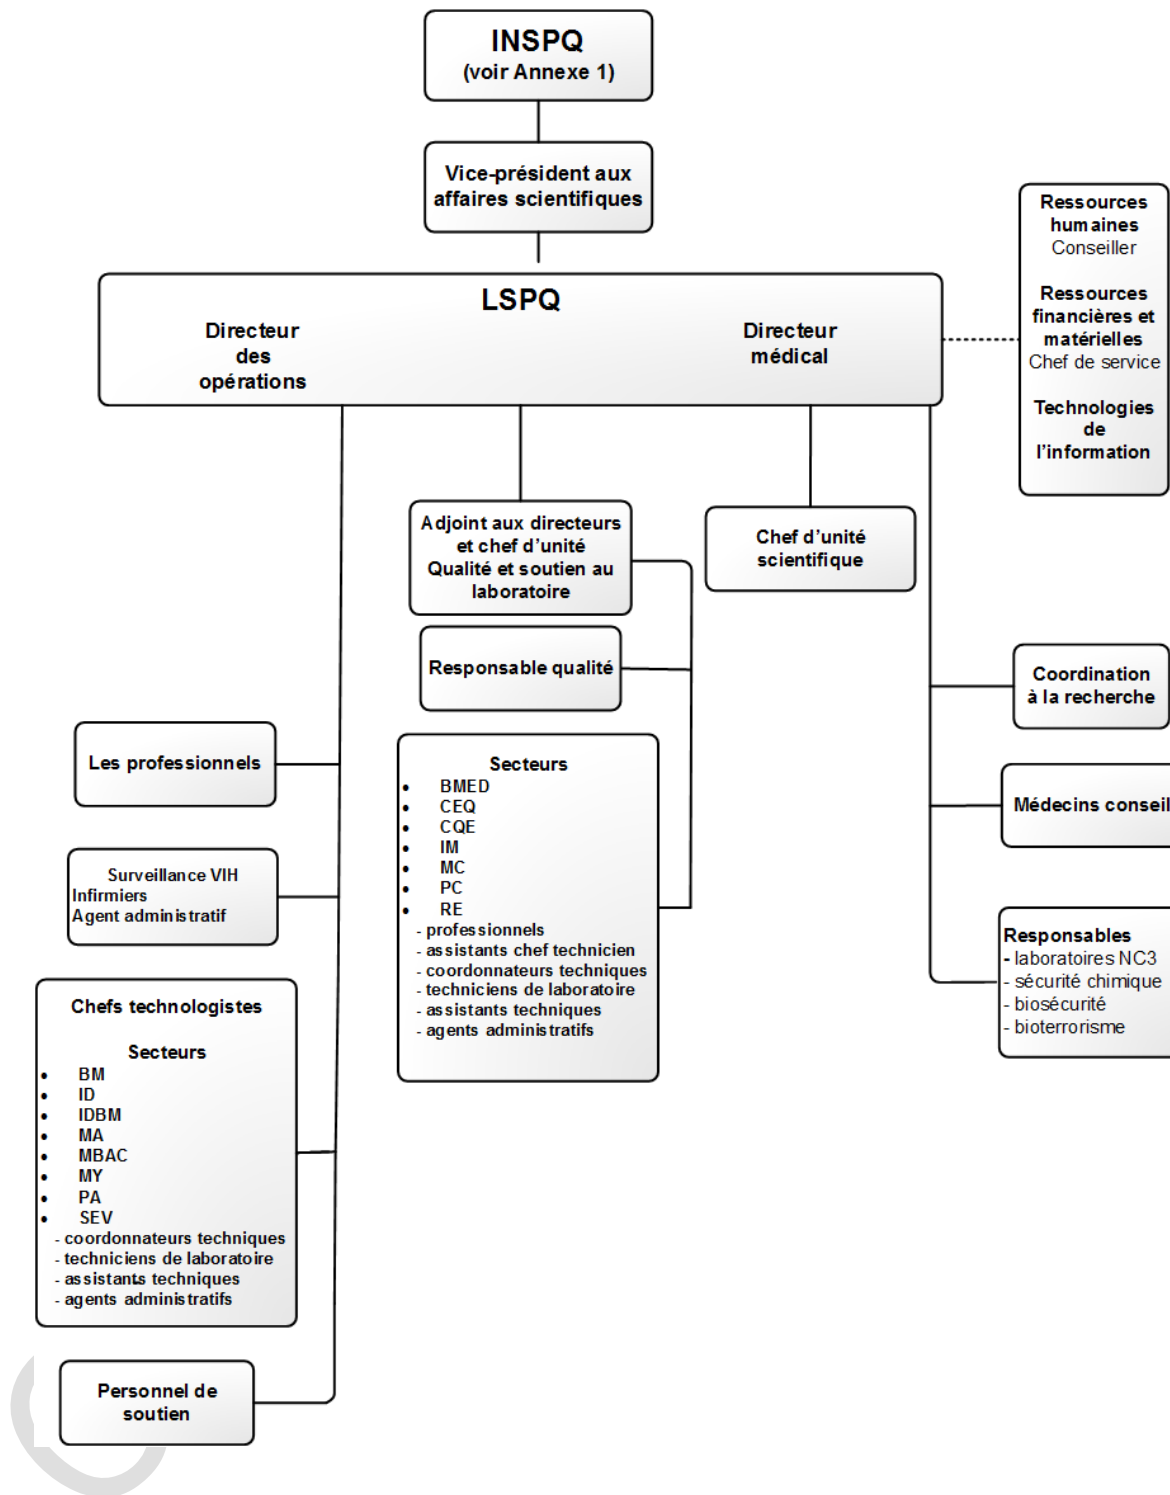 INSPQ
(voir Annexe 1)
Vice-président aux
affaires scientifiques
LSPQ
Directeur
des
opérations
Directeur
médical
Ressources
humaines
Conseiller
Ressources
financières et
matérielles
Chef de service
Technologies
de
l'information
Adjoint aux directeurs
et chef d'unité
Qualité et soutien au
laboratoire
Chef d'unité
scientifique
Responsable qualité
Coordination
à la recherche
Les professionnels
Secteurs
• BMED
• CEQ
• CQE
• IM
• MC
• PC
• RE
- professionnels
- assistants chef technicien
- coordonnateurs techniques
- techniciens de laboratoire
- assistants techniques
- agents administratifs
Médecins conseil
Surveillance VIH
Infirmiers
Agent administratif
Responsables
- laboratoires NC3
- sécurité chimique
- biosécurité
- bioterrorisme
Chefs technologistes
Secteurs
• BM
• ID
• IDBM
• MA
• MBAC
• MY
• PA
• SEV
- coordonnateurs techniques
- techniciens de laboratoire
- assistants techniques
- agents administratifs
Personnel de
soutien